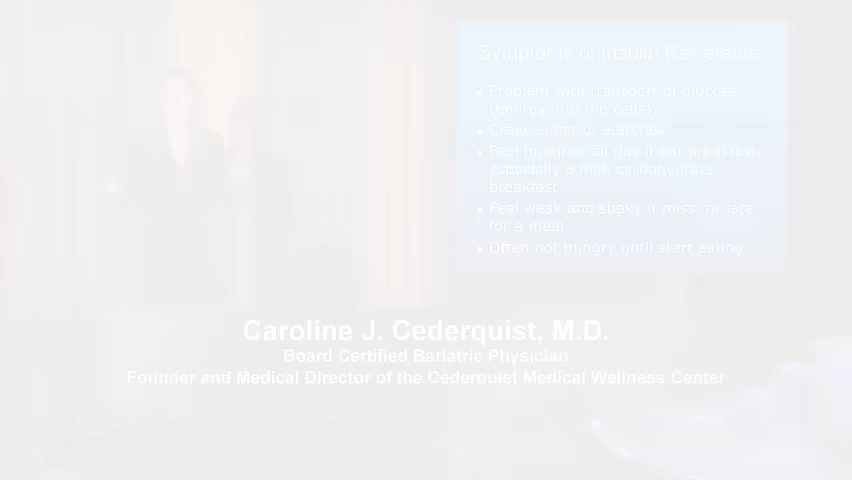 Symptoms of Insulin Resistance
• Problem with transport of glucose
(energy into the cells)
• Crave sugar or starches
• Feel hungrier all day if eat breakfast,
especially a high carbohydrate
breakfast
• Feel weak and shaky if miss or late
for a meal
• Often not hungry until start eating
Caroline J. Cederquist, M.D.
Board Certified Bariatric Physician
Founder and Medical Director of the Cederquist Medical Wellness Center